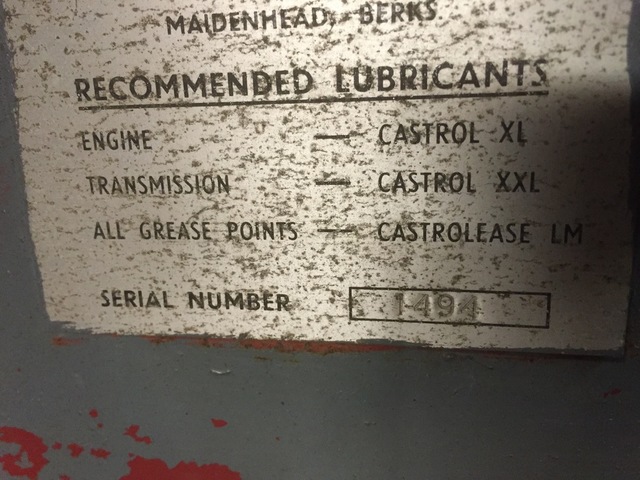 MAIDENHEAD, BERKS
RECOMMENDED LUBRICANTS
ENGINE — CASTROL XL
TRANSMISSION — CASTROL XXL
ALL GREASE POINTS — CASTROLEASE LM
SERIAL NUMBER 1494